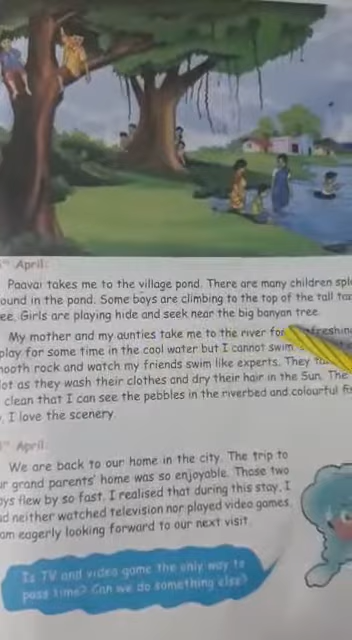 April:
Paavai takes me to the village pond. There are many children
ound in the pond. Some boys are climbing to the top of the tall
ee. Girls are playing hide and seek near the big banyan tree.
My mother and my aunties take me to the river for
play for some time in the cool water but I cannot swim.
ooth rock and watch my friends swim like experts. They
lot as they wash their clothes and dry their hair in the Sun. The
clean that I can see the pebbles in the riverbed and colourful
I love the scenery.
April:
We are back to our home in the city. The trip to
ur grand parents' home was so enjoyable. Those two
ys flew by so fast. I realised that during this stay, I
d neither watched television nor played video games.
am eagerly looking forward to our next visit.
Is TV and video game the only way to
pass time? Can we do something else?